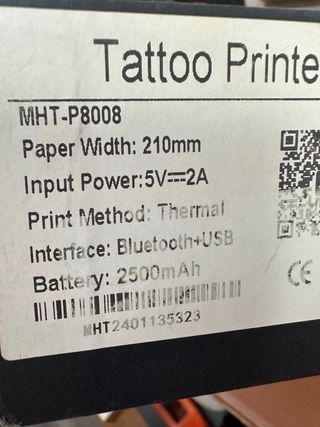 Tattoo Printe
MHT-P8008
Paper Width: 210mm
Input Power:5V⎓2A
Print Method: Thermal
Interface: Bluetooth+USB
Battery: 2500mAh
CE
MHT2401135323